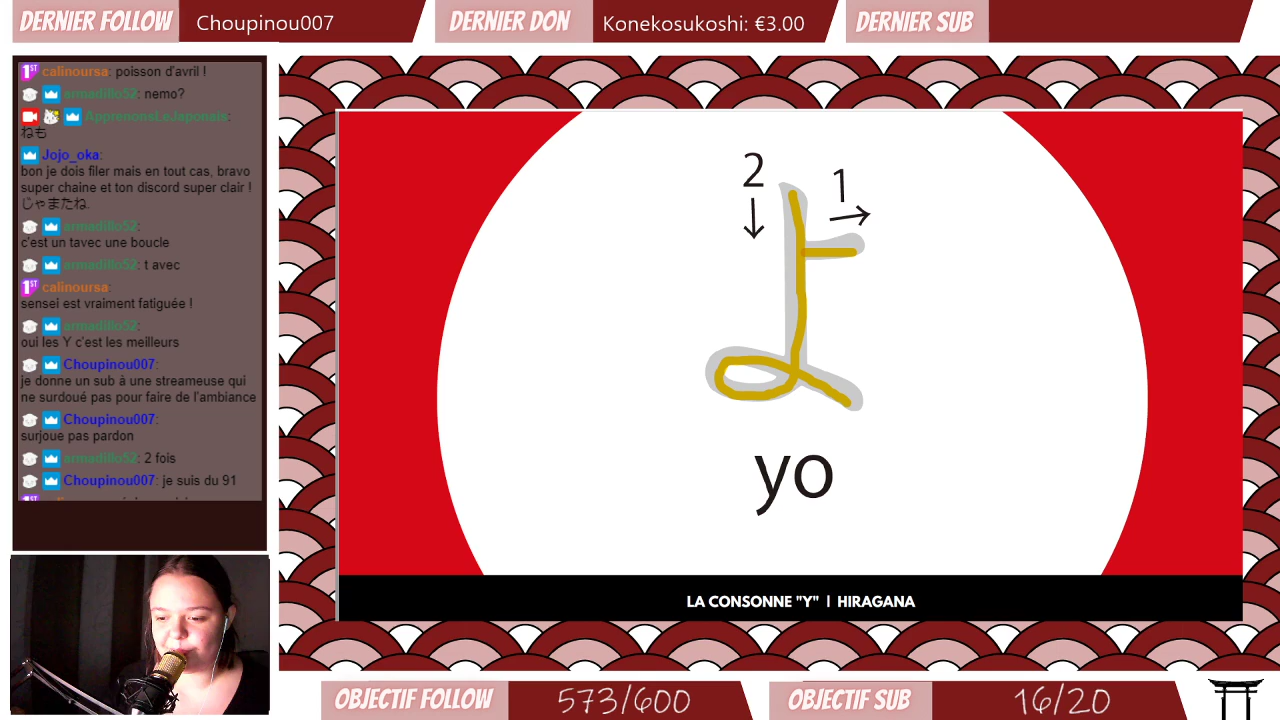 DERNIER FOLLOW Choupinou007 DERNIER DON Konekosukoshi: €3.00 DERNIER SUB
calinoursa: poisson d'avril !
armadillo52: nemo?
ApprenonsLeJaponais:
ねも
Jojo_oka:
bon je dois filer mais en tout cas, bravo
super chaine et ton discord super clair !
じゃまたね.
armadillo52:
c'est un tavec une boucle
armadillo52: t avec
calinoursa:
sensei est vraiment fatiguée !
armadillo52:
oui les Y c'est les meilleurs
Choupinou007:
je donne un sub à une streameuse qui
ne surdoué pas pour faire de l'ambiance
Choupinou007:
surjoue pas pardon
armadillo52: 2 fois
Choupinou007: je suis du 91
2
1
よ
yo
LA CONSONNE "Y" | HIRAGANA
OBJECTIF FOLLOW 573/600 OBJECTIF SUB 16/20